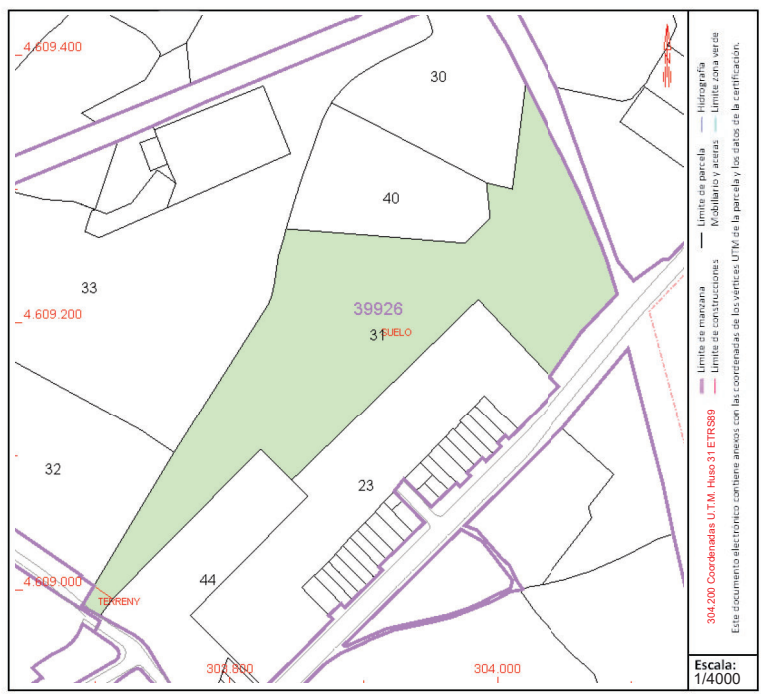 4.609.400
30
40
33
39926
4.609.200
31
SUELO
32
23
44
4.609.000
TERRENY
303.800
304.000
N
Límite de manzana
Límite de parcela
Hidrografía
Límite de construcciones
Mobiliario y aceras
Límite zona verde
304.200 Coordenadas U.T.M. Huso 31 ETRS89
Este documento electrónico contiene anexos con las coordenadas de los vértices UTM de la parcela y los datos de la certificación.
Escala:
1/4000